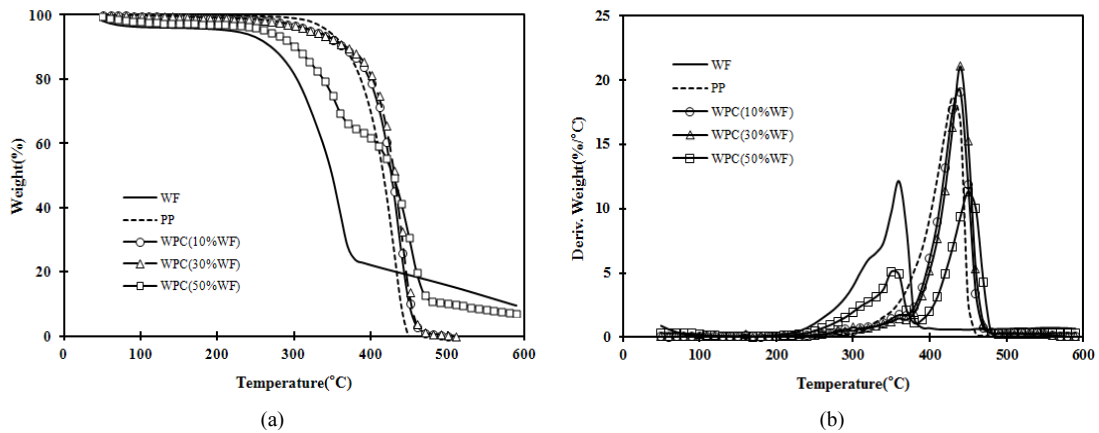 100
80
60
40
20
0
Weight(%)
WF
PP
WPC(10%WF)
WPC(30%WF)
WPC(50%WF)
0 100 200 300 400 500 600
Temperature(°C)
(a)
25
20
15
10
5
0
Deriv. Weight(%/°C)
WF
PP
WPC(10%WF)
WPC(30%WF)
WPC(50%WF)
0 100 200 300 400 500 600
Temperature(°C)
(b)